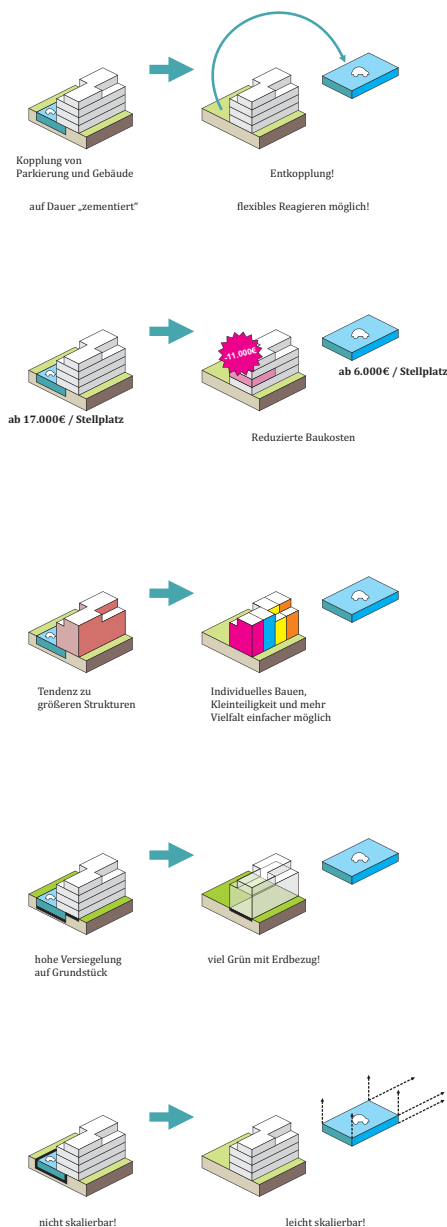 Kopplung von
Parkierung und Gebäude
Entkopplung!
auf Dauer „zementiert“
flexibles Reagieren möglich!
-11.000€
ab 6.000€ / Stellplatz
ab 17.000€ / Stellplatz
Reduzierte Baukosten
Tendenz zu
größeren Strukturen
Individuelles Bauen,
Kleinteiligkeit und mehr
Vielfalt einfacher möglich
hohe Versiegelung
auf Grundstück
viel Grün mit Erdbezug!
nicht skalierbar!
leicht skalierbar!